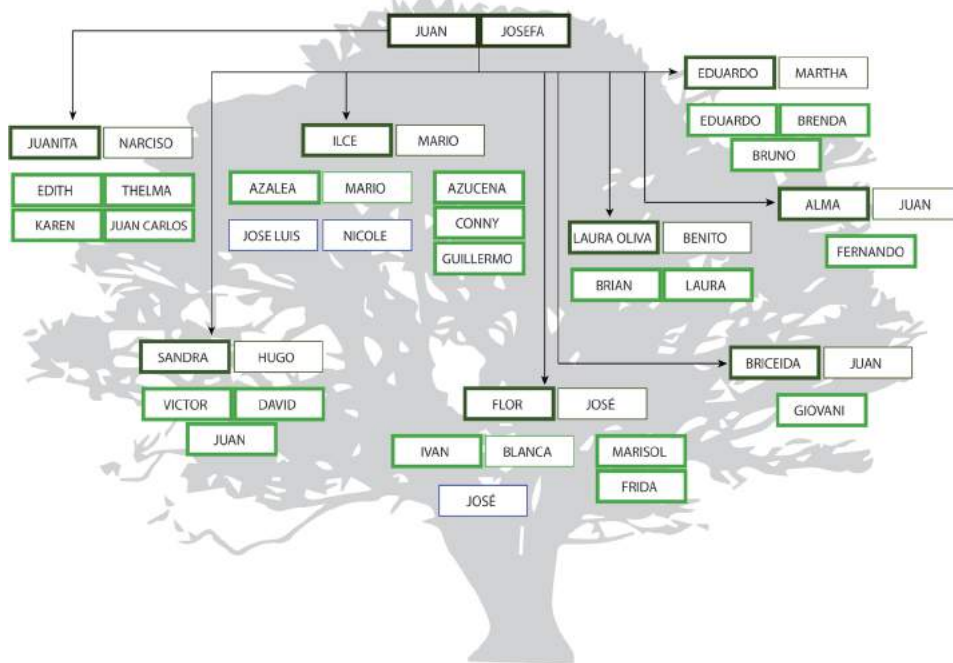 JUAN JOSEFA
EDUARDO MARTHA
EDUARDO BRENDA
BRUNO
JUANITA NARCISO
EDITH THELMA
KAREN JUAN CARLOS
ILCE MARIO
AZALEA MARIO
JOSE LUIS NICOLE
AZUCENA
CONNY
GUILLERMO
ALMA JUAN
FERNANDO
LAURA OLIVA BENITO
BRIAN LAURA
SANDRA HUGO
VICTOR DAVID
JUAN
FLOR JOSÉ
IVAN BLANCA
JOSÉ
MARISOL
FRIDA
BRICEIDA JUAN
GIOVANI